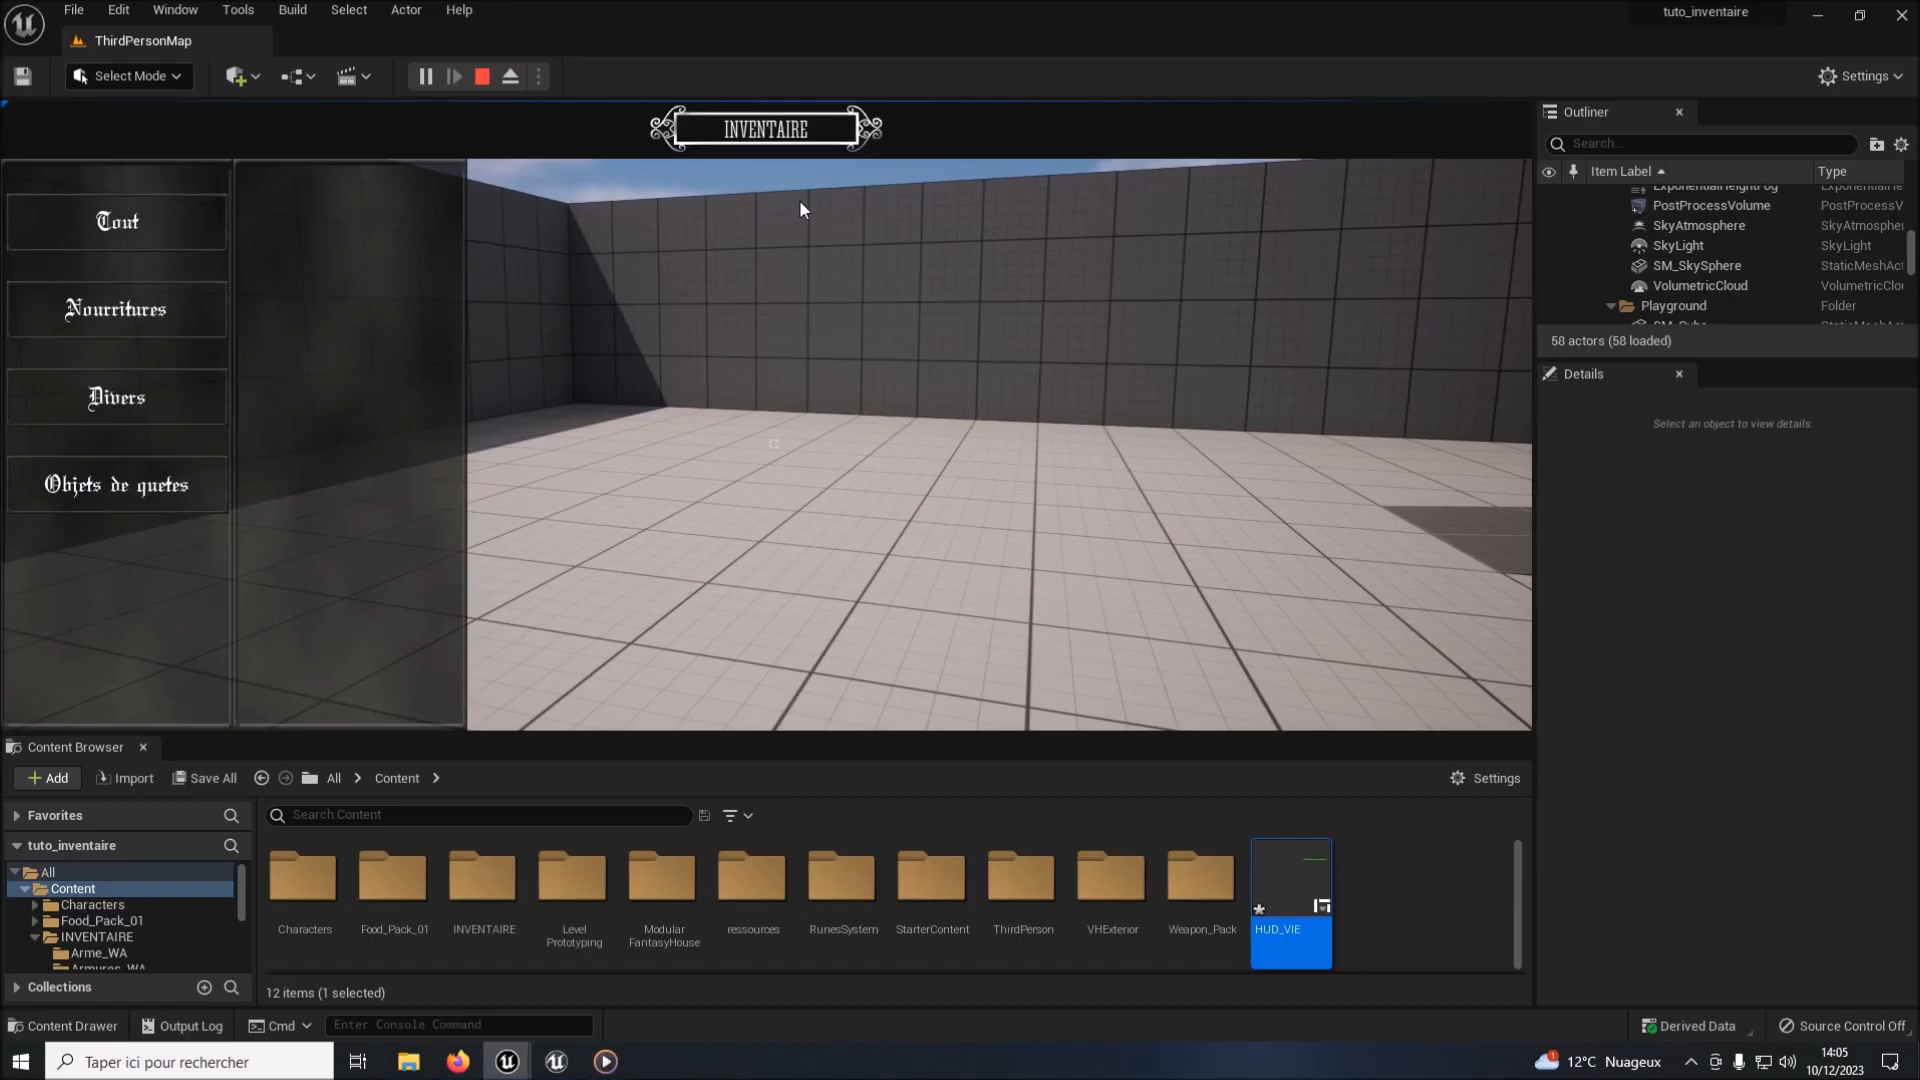 File Edit View Window Tools Build Select Actor Help
tuto_inventaire
ThirdPersonMap
Select Mode
Settings
INVENTAIRE
Tout
Nourritures
Divers
Objets de quetes
Outliner
Search...
Item Label
Type
ExponentialHeightFog
PostProcessVolume
PostProcessV
SkyAtmosphere
SkyAtmosphe
SkyLight
SkyLight
SM_SkySphere
StaticMeshAct
VolumetricCloud
VolumetricClo
Playground
Folder
58 actors (58 loaded)
Details
Select an object to view details.
Content Browser
Add
Import
Save All
All
Content
Settings
Favorites
tuto_inventaire
All
Content
Characters
Food_Pack_01
INVENTAIRE
Arme_WA
Armures_WA
Collections
Search Content
Characters
Food_Pack_01
INVENTAIRE
Level
Prototyping
Modular
FantasyHouse
ressources
RunesSystem
StarterContent
ThirdPerson
VHExterior
Weapon_Pack
HUD_VIE
12 items (1 selected)
Content Drawer
Output Log
Cmd
Enter Console Command
Derived Data
Source Control Off
Taper ici pour rechercher
1
12°C Nuageux
14:05
10/12/2023